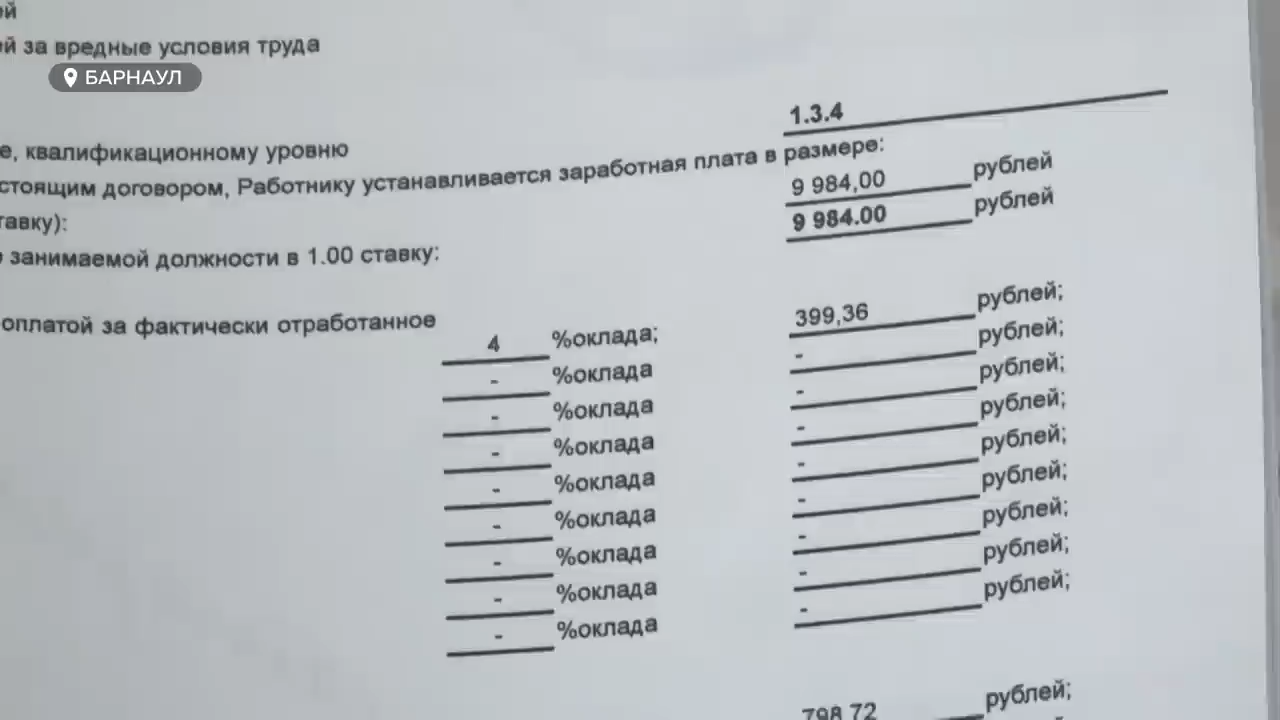 ей
й за вредные условия труда
БАРНАУЛ
1.3.4
е, квалификационному уровню
стоящим договором, Работнику устанавливается заработная плата в размере:
9 984,00 рублей
тавку):
9 984.00 рублей
занимаемой должности в 1.00 ставку:
оплатой за фактически отработанное
4 %оклада; 399,36 рублей;
- %оклада - рублей;
- %оклада - рублей;
- %оклада - рублей;
- %оклада - рублей;
- %оклада - рублей;
- %оклада - рублей;
- %оклада - рублей;
- %оклада - рублей;
798,72 рублей;